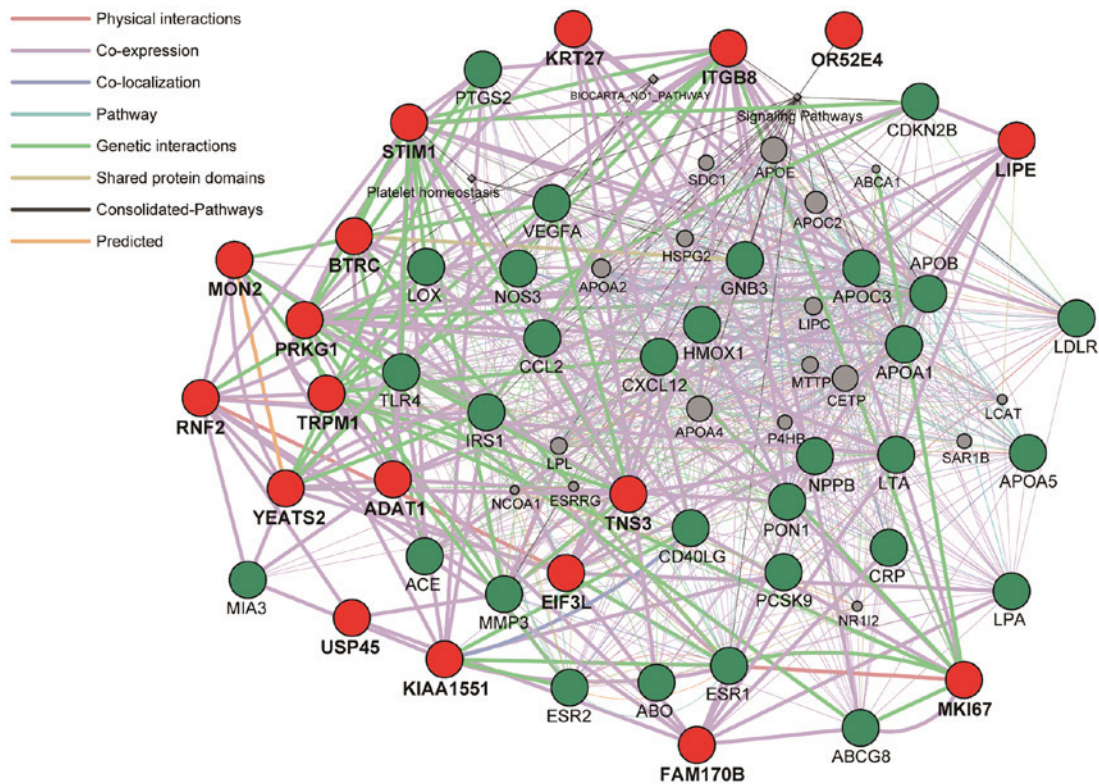 Physical interactions
Co-expression
Co-localization
Pathway
Genetic interactions
Shared protein domains
Consolidated-Pathways
Predicted
KRT27
ITGB8
OR52E4
PTGS2
BIOCARTA_NO1_PATHWAY
Signaling Pathways
CDKN2B
STIM1
LIPE
SDC1
APOE
ABCA1
Platelet homeostasis
APOC2
VEGFA
BTRC
HSPG2
MON2
LOX
NOS3
APOA2
GNB3
APOC3
APOB
LIPC
PRKG1
CCL2
HMOX1
LDLR
CXCL12
APOA1
MTTP
CETP
TLR4
RNF2
TRPM1
IRS1
APOA4
P4HB
LCAT
LPL
SAR1B
NPPB
LTA
APOA5
YEATS2
ADAT1
NCOA1
ESRRG
TNS3
PON1
CD40LG
ACE
CRP
MIA3
MMP3
EIF3L
PCSK9
NR1I2
LPA
USP45
KIAA1551
ESR2
ABO
ESR1
MKI67
FAM170B
ABCG8